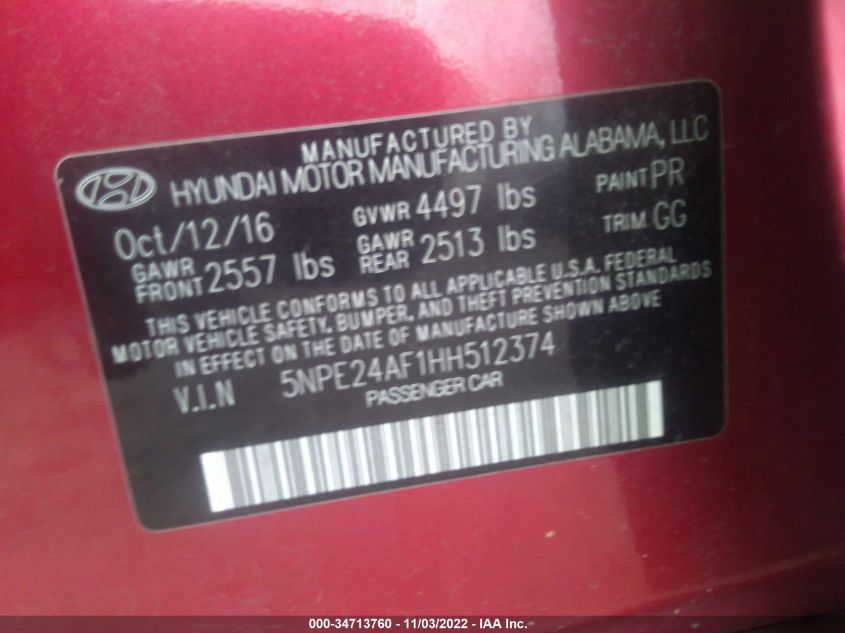 MANUFACTURED BY
HYUNDAI MOTOR MANUFACTURING ALABAMA, LLC
Oct/12/16 GVWR 4497 lbs PAINT PR
GAWR FRONT 2557 lbs GAWR REAR 2513 lbs TRIM GG
THIS VEHICLE CONFORMS TO ALL APPLICABLE U.S.A. FEDERAL
MOTOR VEHICLE SAFETY, BUMPER, AND THEFT PREVENTION STANDARDS
IN EFFECT ON THE DATE OF MANUFACTURE SHOWN ABOVE
V.I.N 5NPE24AF1HH512374
PASSENGER CAR
000-34713760 - 11/03/2022 - IAA Inc.